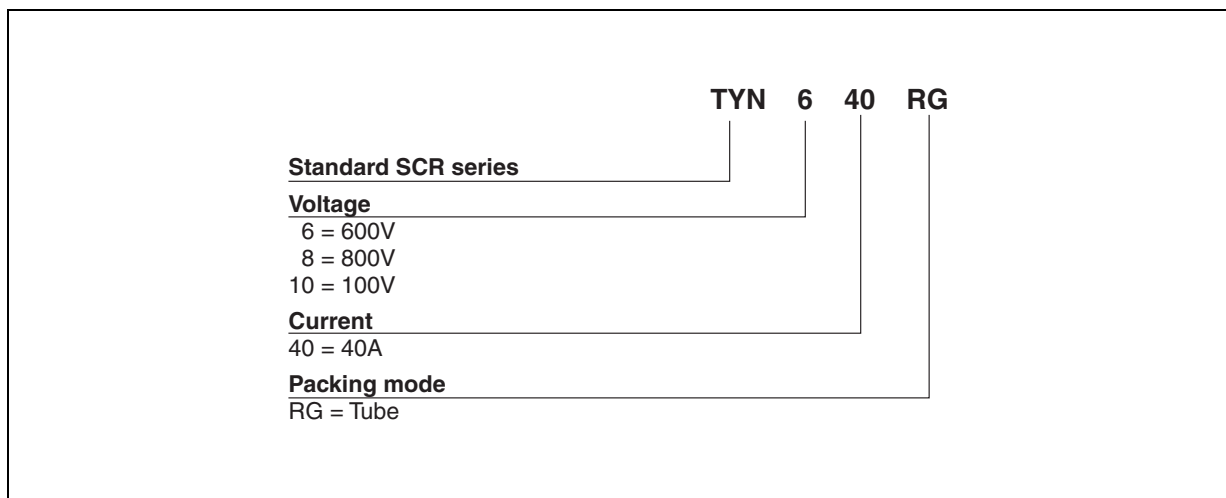 TYN 6 40 RG
Standard SCR series
Voltage
6 = 600V
8 = 800V
10 = 100V
Current
40 = 40A
Packing mode
RG = Tube